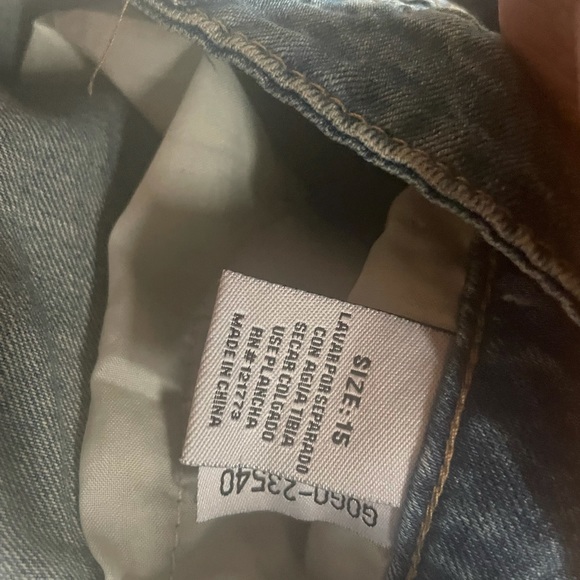 SIZE: 15
LAVAR POR SEPARADO
CON AGUA TIBIA
SECAR COLGADO
USE PLANCHA
RN# 121773
MADE IN CHINA
GOGO-23540